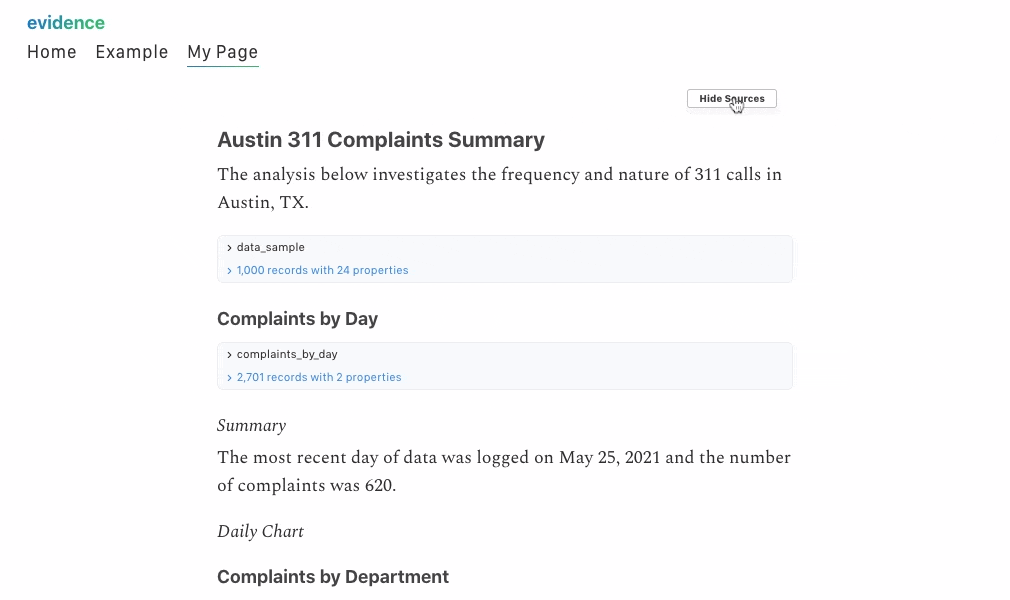 evidence
Home Example My Page
Hide Sources
Austin 311 Complaints Summary
The analysis below investigates the frequency and nature of 311 calls in
Austin, TX.
› data_sample
› 1,000 records with 24 properties
Complaints by Day
› complaints_by_day
› 2,701 records with 2 properties
Summary
The most recent day of data was logged on May 25, 2021 and the number
of complaints was 620.
Daily Chart
Complaints by Department